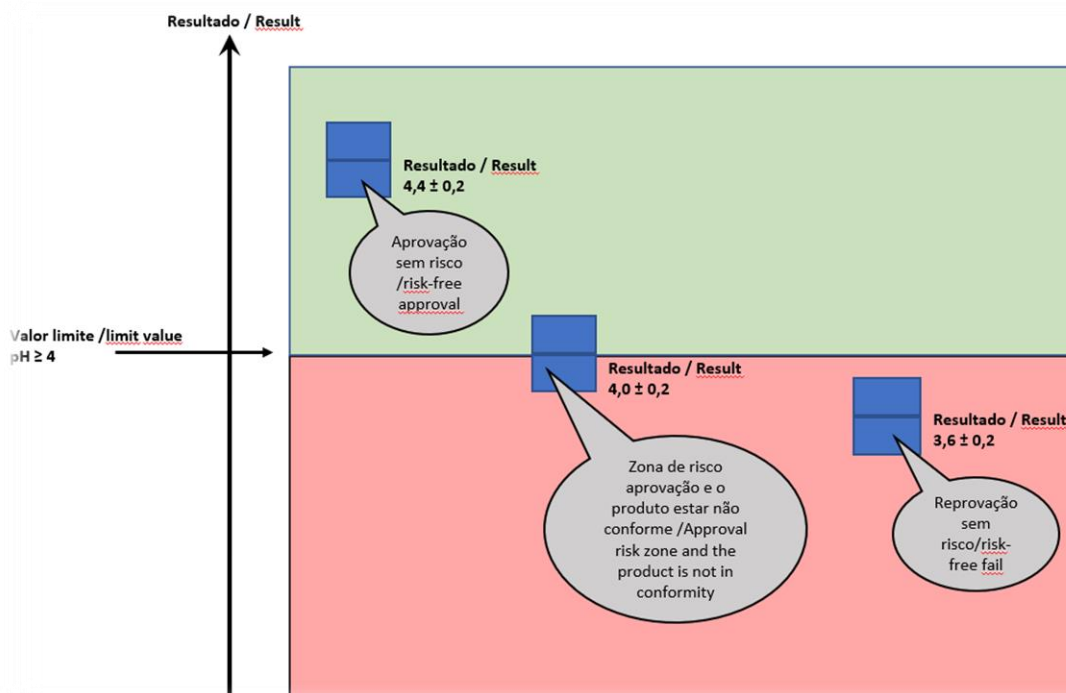 Resultado / Result
Resultado / Result
4,4 ± 0,2
Aprovação
sem risco
/risk-free
approval
Valor limite /limit value
pH ≥ 4
Resultado / Result
4,0 ± 0,2
Zona de risco
aprovação e o
produto estar não
conforme /Approval
risk zone and the
product is not in
conformity
Resultado / Result
3,6 ± 0,2
Reprovação
sem
risco/risk-
free fail